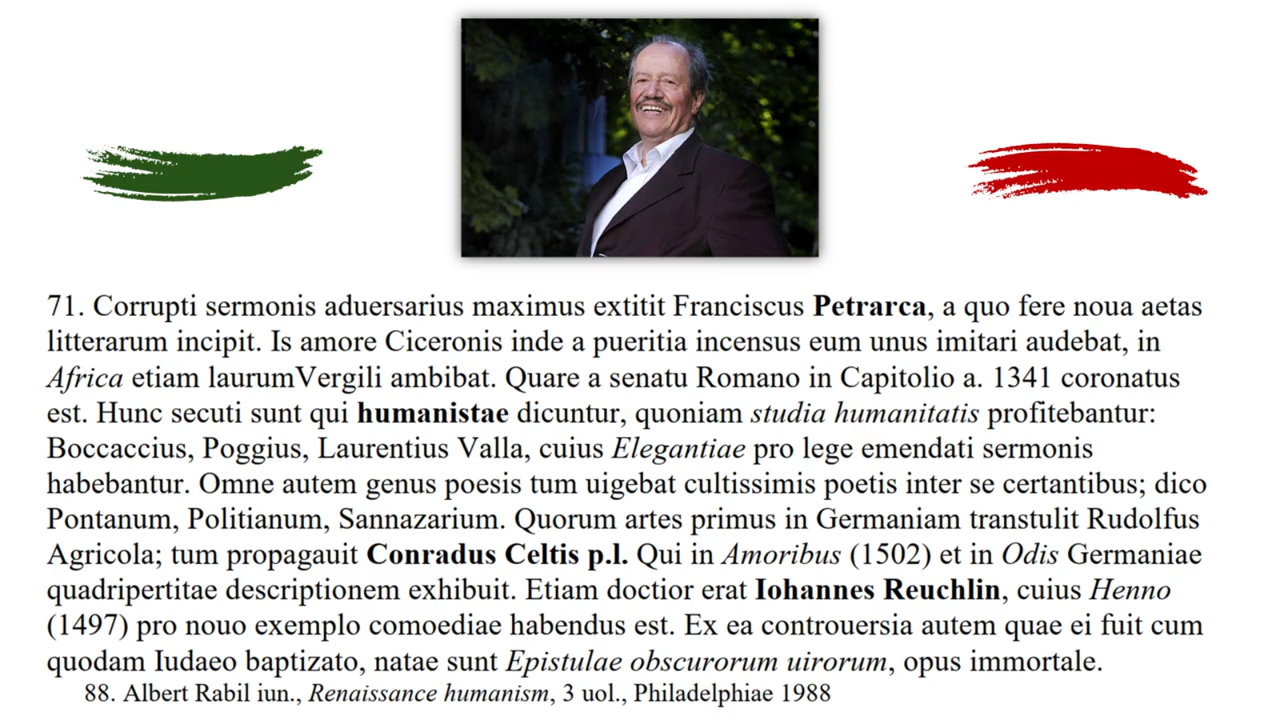 71. Corrupti sermonis aduersarius maximus extitit Franciscus Petrarca, a quo fere noua aetas
litterarum incipit. Is amore Ciceronis inde a pueritia incensus eum unus imitari audebat, in
Africa etiam laurumVergili ambibat. Quare a senatu Romano in Capitolio a. 1341 coronatus
est. Hunc secuti sunt qui humanistae dicuntur, quoniam studia humanitatis profitebantur:
Boccaccius, Poggius, Laurentius Valla, cuius Elegantiae pro lege emendati sermonis
habebantur. Omne autem genus poesis tum uigebat cultissimis poetis inter se certantibus; dico
Pontanum, Politianum, Sannazarium. Quorum artes primus in Germaniam transtulit Rudolfus
Agricola; tum propagauit Conradus Celtis p.l. Qui in Amoribus (1502) et in Odis Germaniae
quadripertitae descriptionem exhibuit. Etiam doctior erat Iohannes Reuchlin, cuius Henno
(1497) pro nouo exemplo comoediae habendus est. Ex ea controuersia autem quae ei fuit cum
quodam Iudaeo baptizato, natae sunt Epistulae obscurorum uirorum, opus immortale.
88. Albert Rabil iun., Renaissance humanism, 3 uol., Philadelphiae 1988